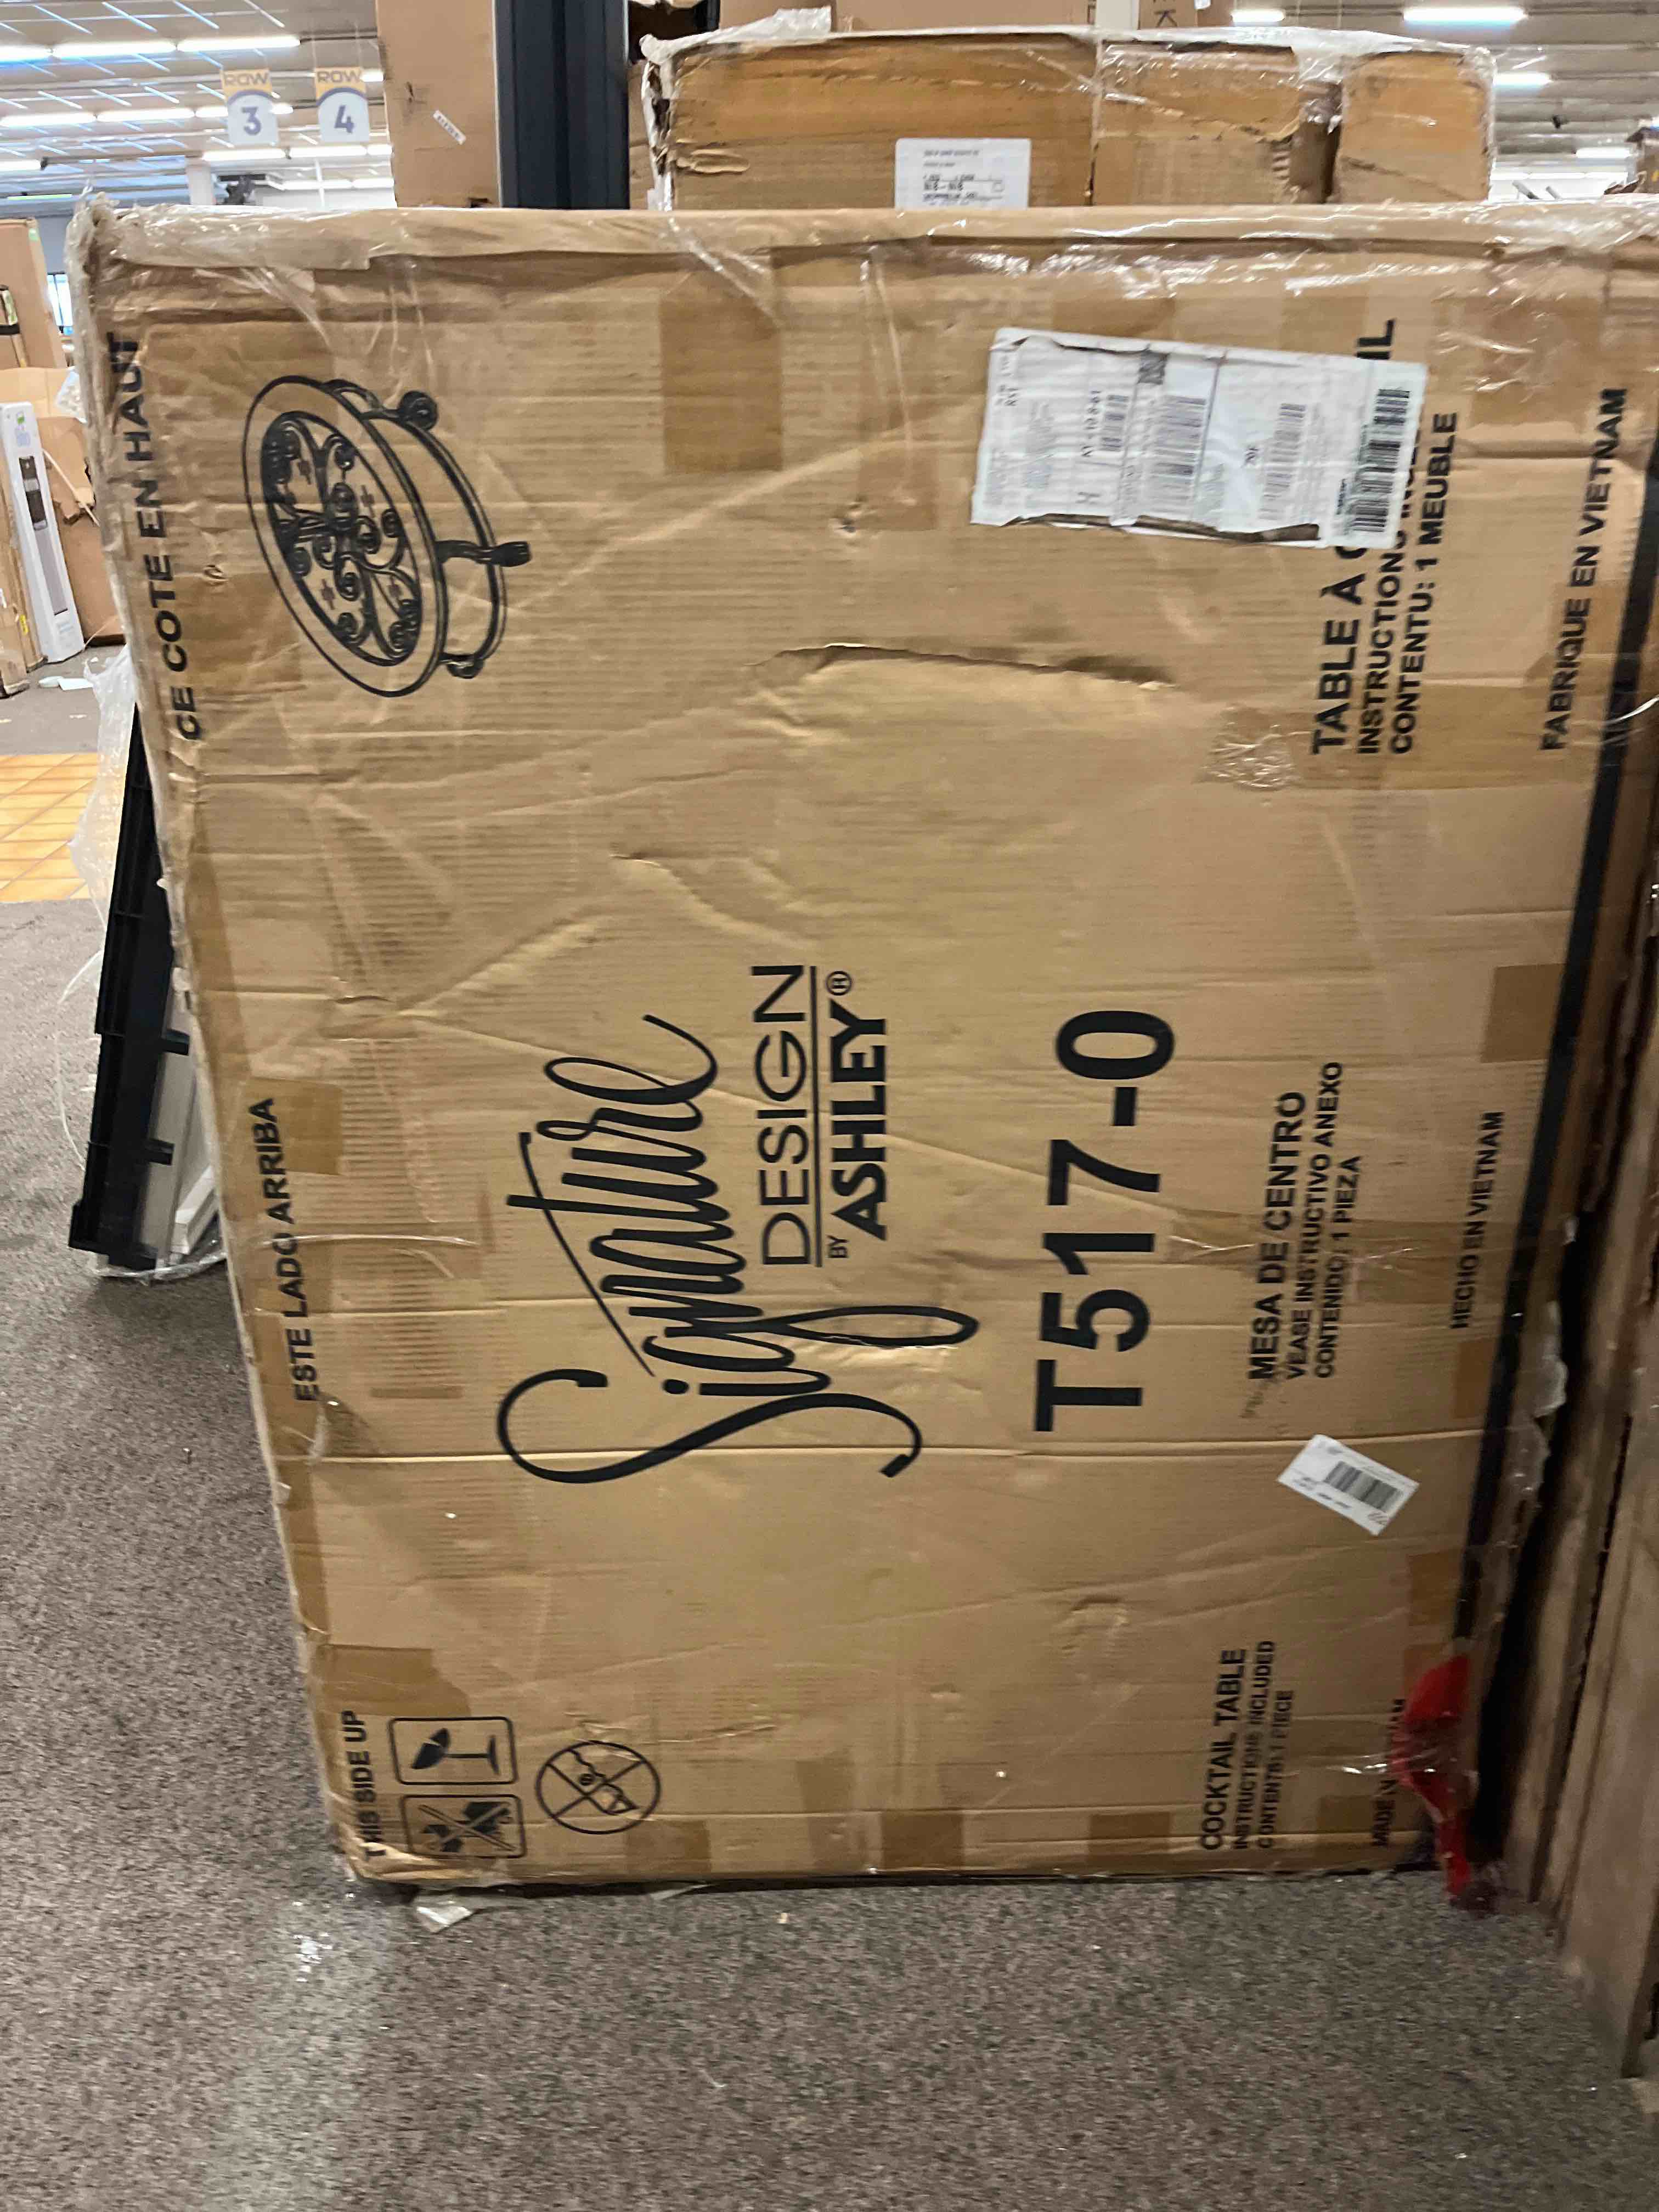 ROW
3
ROW
4
THIS SIDE UP
ESTE LADO ARRIBA
CE COTE EN HAUT
Signature
DESIGN
BY ASHLEY®
T517-0
COCKTAIL TABLE
INSTRUCTIONS INCLUDED
CONTENTS: 1 PIECE
MADE IN
MESA DE CENTRO
VEASE INSTRUCTIVO ANEXO
CONTENIDO: 1 PIEZA
HECHO EN VIETNAM
TABLE À
INSTRUCTIONS
CONTENTU: 1 MEUBLE
FABRIQUE EN VIETNAM